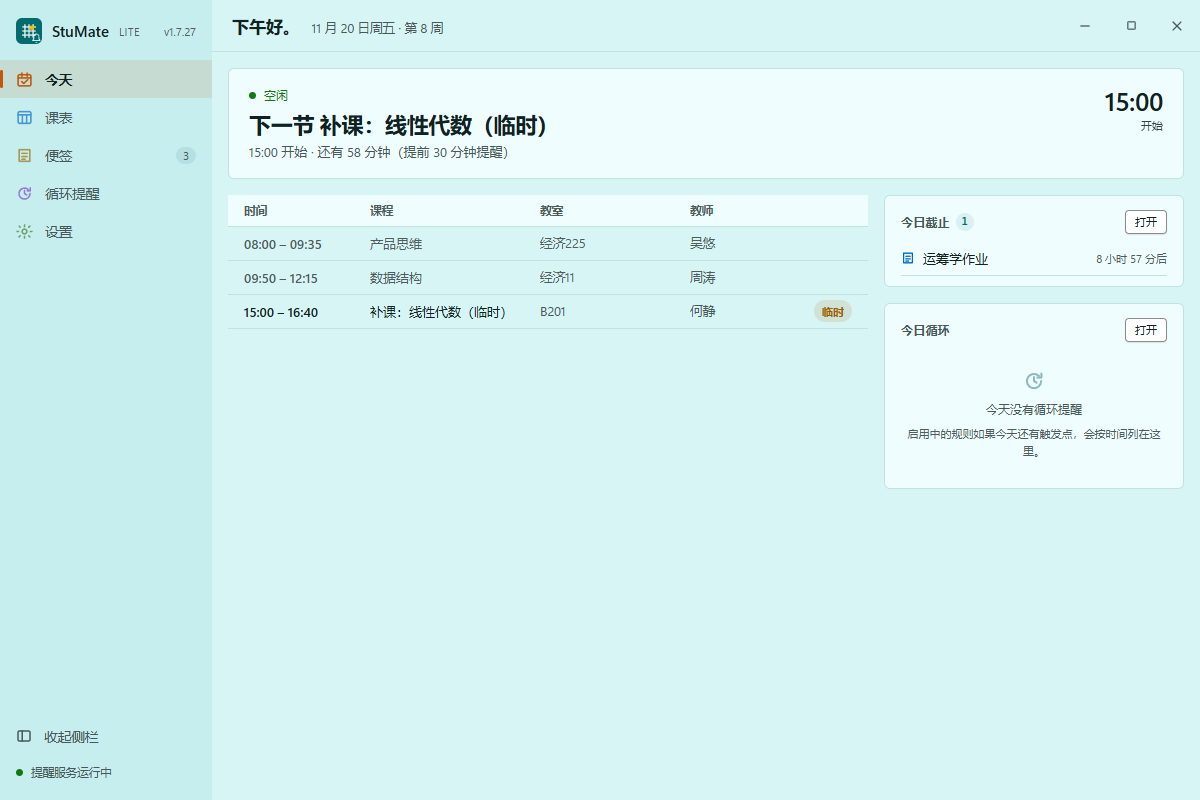 StuMate LITE v1.7.27
今天
课表
便签 3
循环提醒
设置
收起侧栏
提醒服务运行中
下午好。 11 月 20 日周五 · 第 8 周
空闲
下一节 补课：线性代数（临时）
15:00 开始 · 还有 58 分钟（提前 30 分钟提醒）
15:00
开始
时间 课程 教室 教师
08:00 – 09:35 产品思维 经济225 吴悠
09:50 – 12:15 数据结构 经济11 周涛
15:00 – 16:40 补课：线性代数（临时） B201 何静 临时
今日截止 1 打开
运筹学作业 8 小时 57 分后
今日循环 打开
今天没有循环提醒
启用中的规则如果今天还有触发点，会按时间列在这
里。